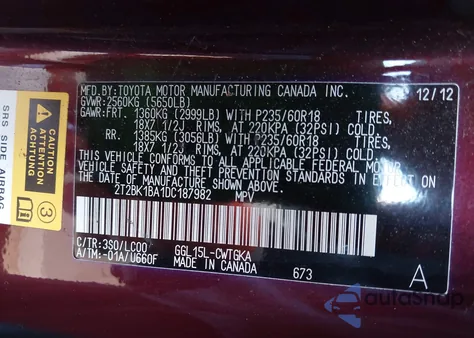 MFD.BY:TOYOTA MOTOR MANUFACTURING CANADA INC. 12/12
GVWR:2560KG (5650LB)
GAWR:FRT. 1360KG (2999LB) WITH P235/60R18 TIRES,
18X7 1/2J RIMS, AT 220KPA (32PSI) COLD.
RR. 1385KG (3056LB) WITH P235/60R18 TIRES,
18X7 1/2J RIMS, AT 220KPA (32PSI) COLD.
THIS VEHICLE CONFORMS TO ALL APPLICABLE FEDERAL MOTOR
VEHICLE SAFETY AND THEFT PREVENTION STANDARDS IN EFFECT ON
THE DATE OF MANUFACTURE SHOWN ABOVE.
2T2BK1BA1DC187982 MPV
C/TR:3S0/LC00 GGL15L-CWTGKA
A/TM:-01A/U660F MADE IN CANADA 673 A
SRS SIDE AIRBAG
CAUTION
ATTENTION
ACHTUNG
3
autosnap